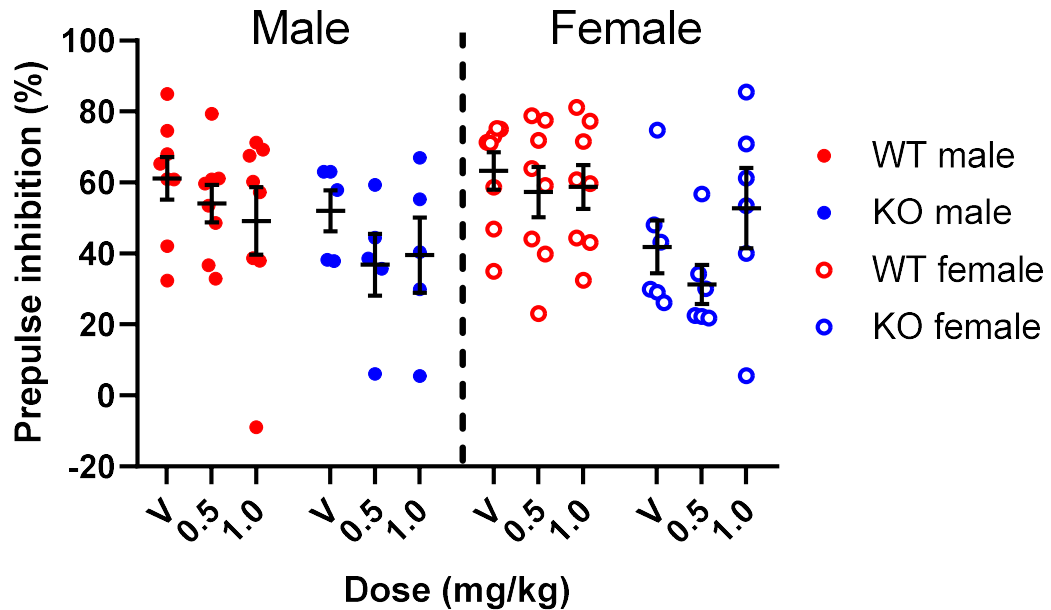 Male Female
100
80
60
40
20
0
-20
Prepulse inhibition (%)
V 0.5 1.0 V 0.5 1.0 V 0.5 1.0 V 0.5 1.0
Dose (mg/kg)
WT male
KO male
WT female
KO female